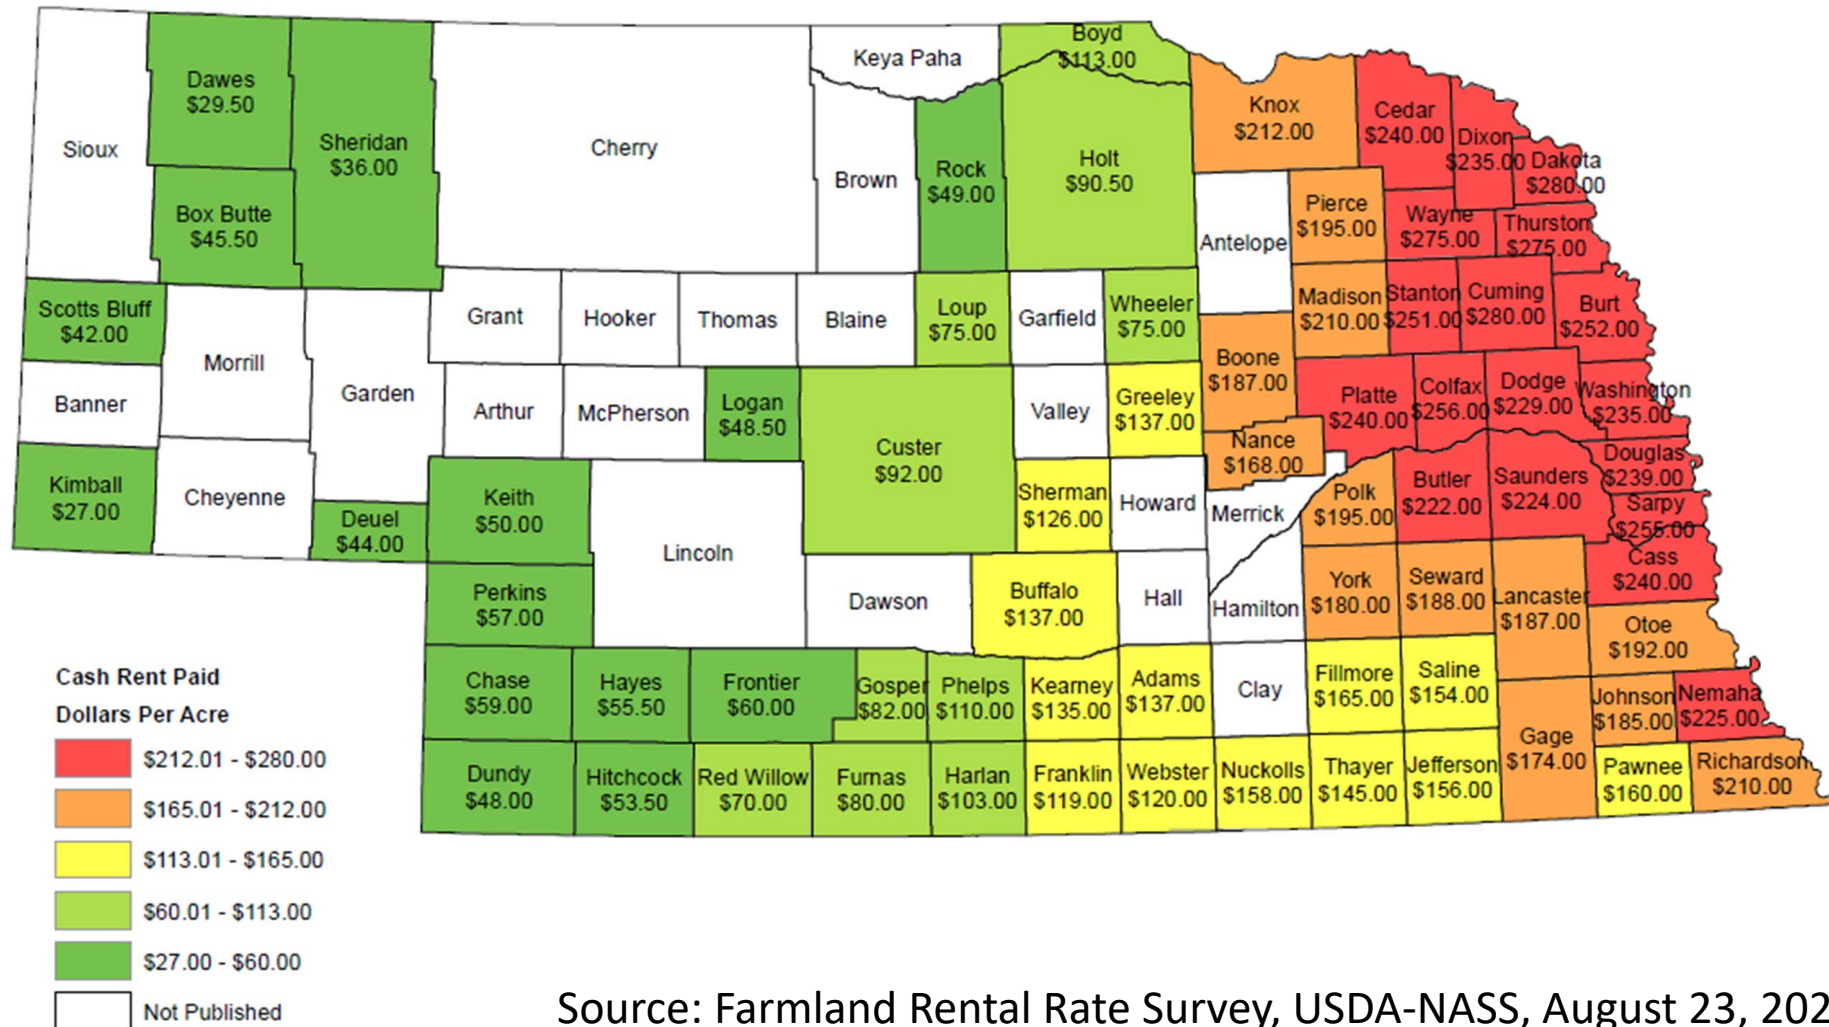 Boyd
$113.00
Keya Paha
Dawes
$29.50
Knox
$212.00
Cedar
$240.00
Dixon
$235.00
Dakota
$280.00
Sioux
Sheridan
$36.00
Cherry
Brown
Rock
$49.00
Holt
$90.50
Box Butte
$45.50
Antelope
Pierce
$195.00
Wayne
$275.00
Thurston
$275.00
Scotts Bluff
$42.00
Morrill
Garden
Grant
Hooker
Thomas
Blaine
Loup
$75.00
Garfield
Wheeler
$75.00
Madison
$210.00
Stanton
$251.00
Cuming
$280.00
Burt
$252.00
Boone
$187.00
Banner
Arthur
McPherson
Logan
$48.50
Custer
$92.00
Valley
Greeley
$137.00
Platte
$240.00
Colfax
$256.00
Dodge
$229.00
Washington
$235.00
Nance
$168.00
Kimball
$27.00
Cheyenne
Deuel
$44.00
Keith
$50.00
Lincoln
Sherman
$126.00
Howard
Merrick
Polk
$195.00
Butler
$222.00
Saunders
$224.00
Douglas
$239.00
Sarpy
$255.00
Cass
$240.00
Perkins
$57.00
Dawson
Buffalo
$137.00
Hall
Hamilton
York
$180.00
Seward
$188.00
Lancaster
$187.00
Otoe
$192.00
Chase
$59.00
Hayes
$55.50
Frontier
$60.00
Gosper
$82.00
Phelps
$110.00
Kearney
$135.00
Adams
$137.00
Clay
Fillmore
$165.00
Saline
$154.00
Johnson
$185.00
Nemaha
$225.00
Gage
$174.00
Dundy
$48.00
Hitchcock
$53.50
Red Willow
$70.00
Furnas
$80.00
Harlan
$103.00
Franklin
$119.00
Webster
$120.00
Nuckolls
$158.00
Thayer
$145.00
Jefferson
$156.00
Pawnee
$160.00
Richardson
$210.00
Cash Rent Paid
Dollars Per Acre
$212.01 - $280.00
$165.01 - $212.00
$113.01 - $165.00
$60.01 - $113.00
$27.00 - $60.00
Not Published
Source: Farmland Rental Rate Survey, USDA-NASS, August 23, 202